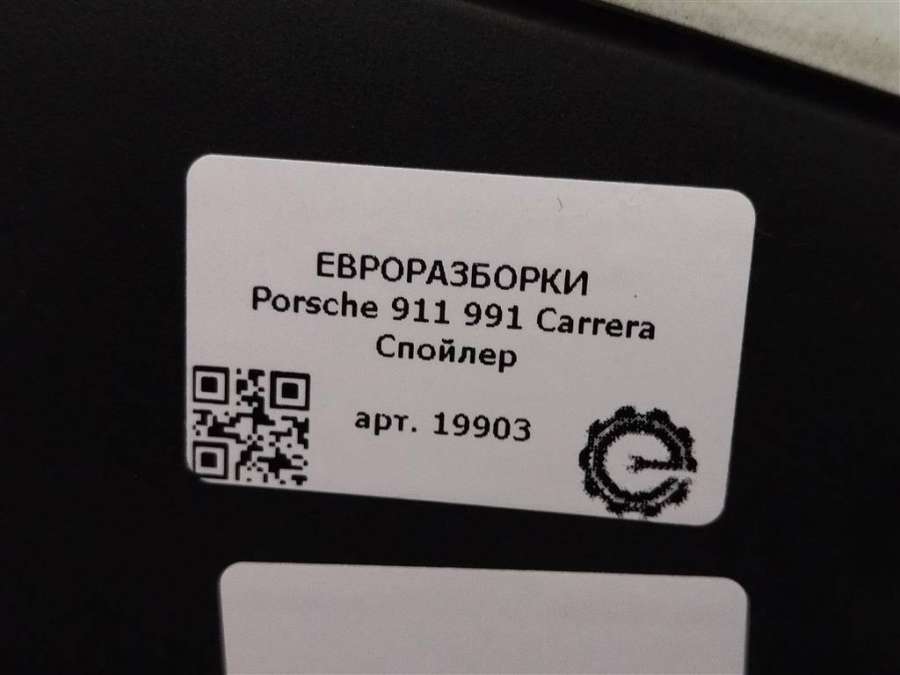 ЕВРОРАЗБОРКИ
Porsche 911 991 Carrera
Спойлер
арт. 19903